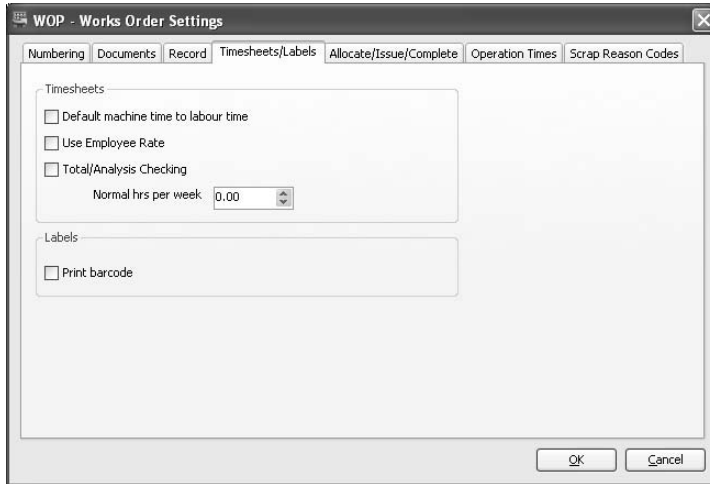 WOP - Works Order Settings
Numbering Documents Record Timesheets/Labels Allocate/Issue/Complete Operation Times Scrap Reason Codes
Timesheets
Default machine time to labour time
Use Employee Rate
Total/Analysis Checking
Normal hrs per week 0.00
Labels
Print barcode
OK Cancel